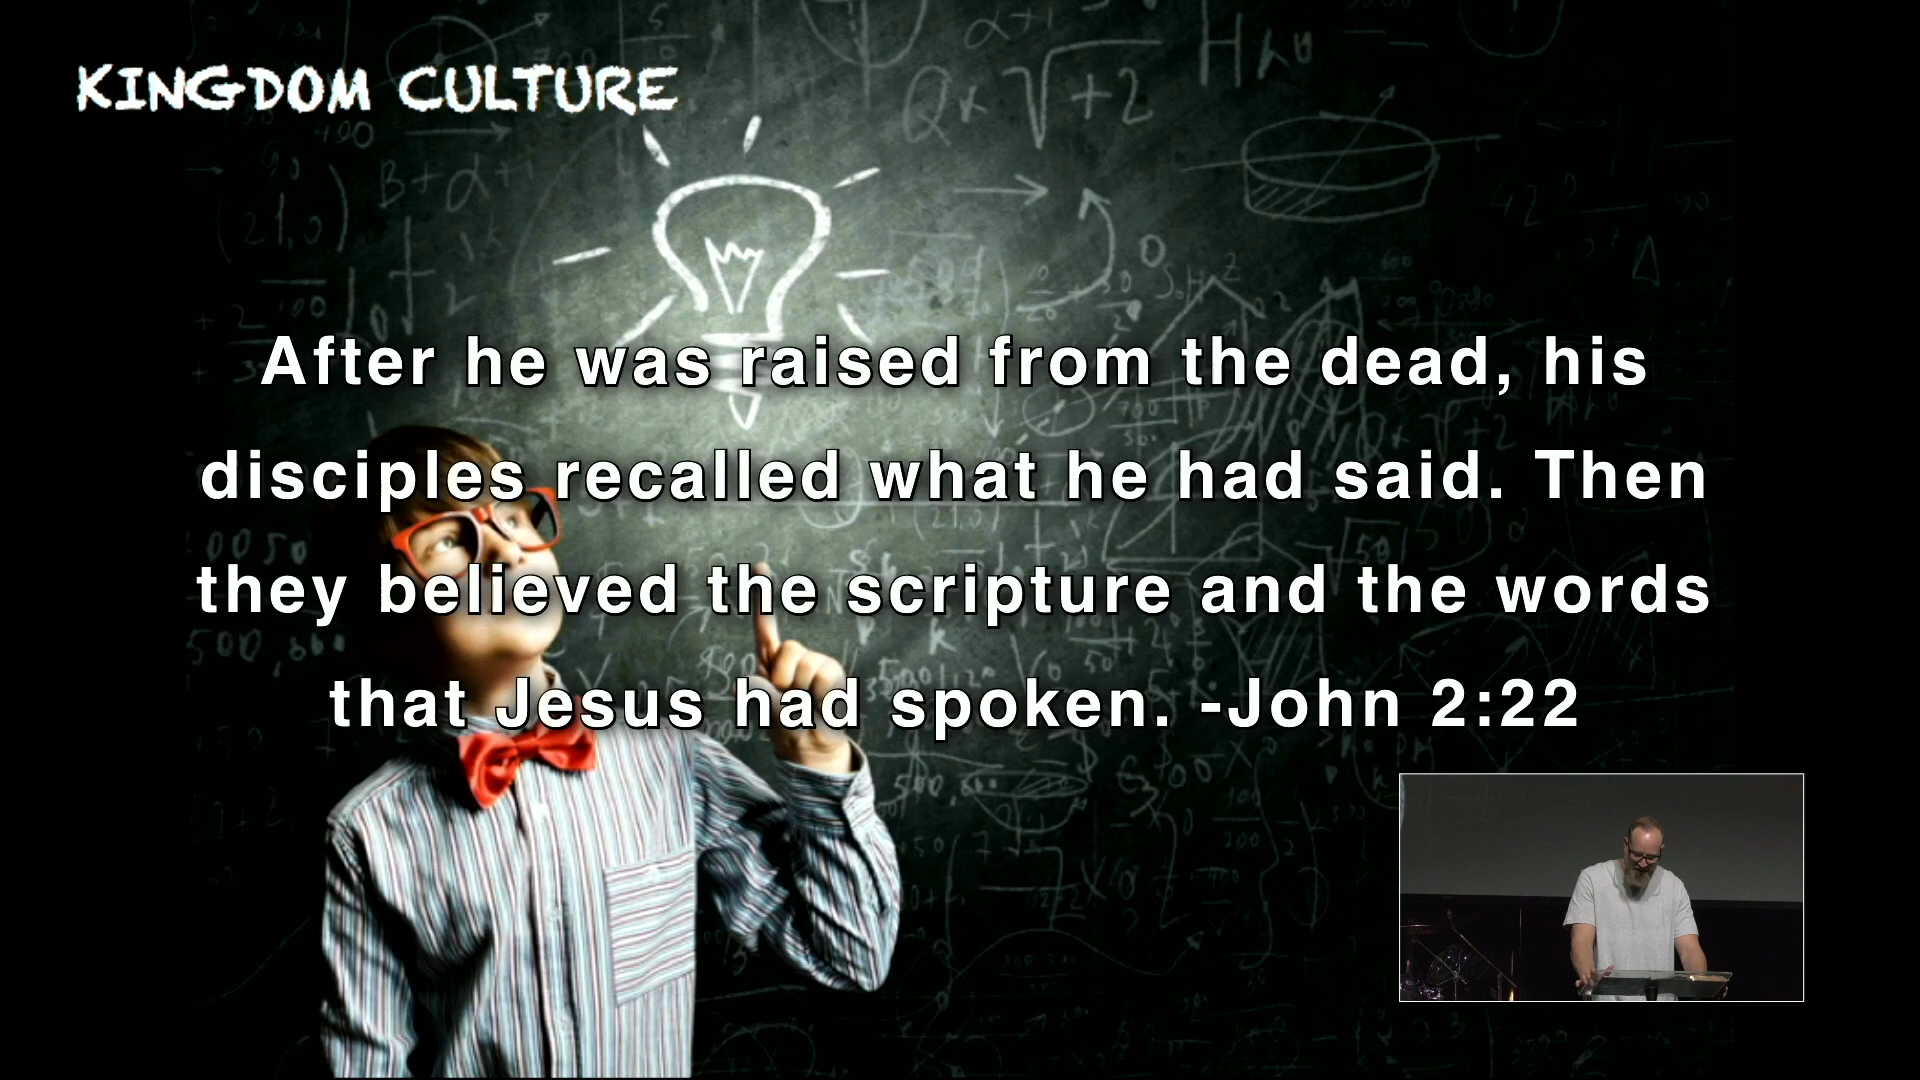 KINGDOM CULTURE
After he was raised from the dead, his
disciples recalled what he had said. Then
they believed the scripture and the words
that Jesus had spoken. -John 2:22